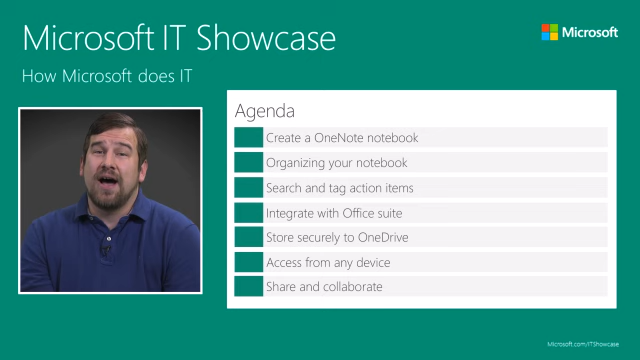 Microsoft IT Showcase
Microsoft
How Microsoft does IT
Agenda
Create a OneNote notebook
Organizing your notebook
Search and tag action items
Integrate with Office suite
Store securely to OneDrive
Access from any device
Share and collaborate
Microsoft.com/ITShowcase